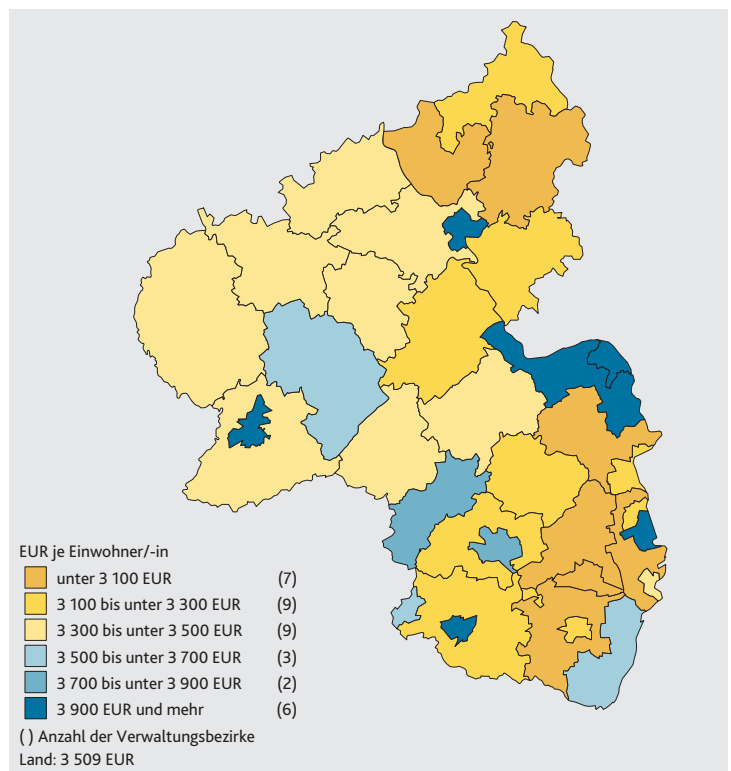 EUR je Einwohner/-in
unter 3 100 EUR (7)
3 100 bis unter 3 300 EUR (9)
3 300 bis unter 3 500 EUR (9)
3 500 bis unter 3 700 EUR (3)
3 700 bis unter 3 900 EUR (2)
3 900 EUR und mehr (6)
( ) Anzahl der Verwaltungsbezirke
Land: 3 509 EUR